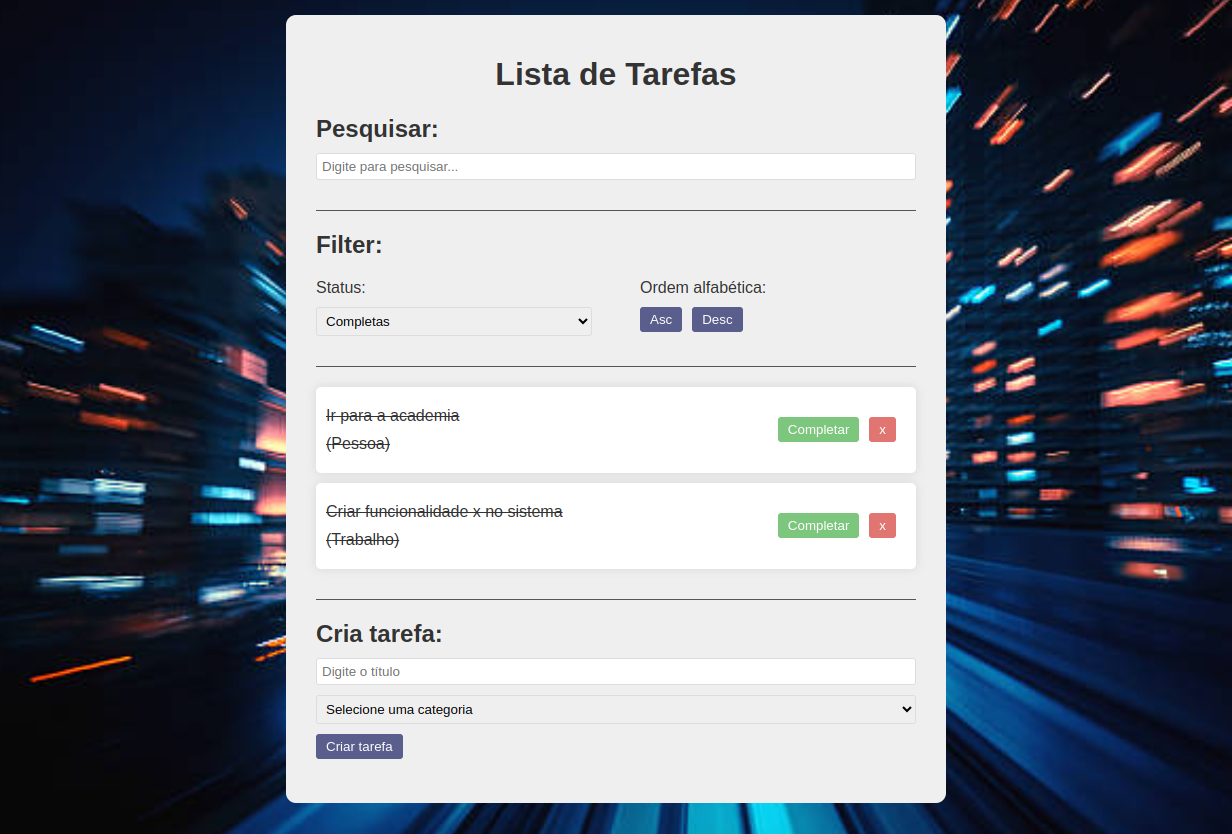 Lista de Tarefas
Pesquisar:
Digite para pesquisar...
Filter:
Status:
Ordem alfabética:
Completas
Asc
Desc
Ir para a academia
(Pessoa)
Completar
x
Criar funcionalidade x no sistema
(Trabalho)
Completar
x
Cria tarefa:
Digite o título
Selecione uma categoria
Criar tarefa